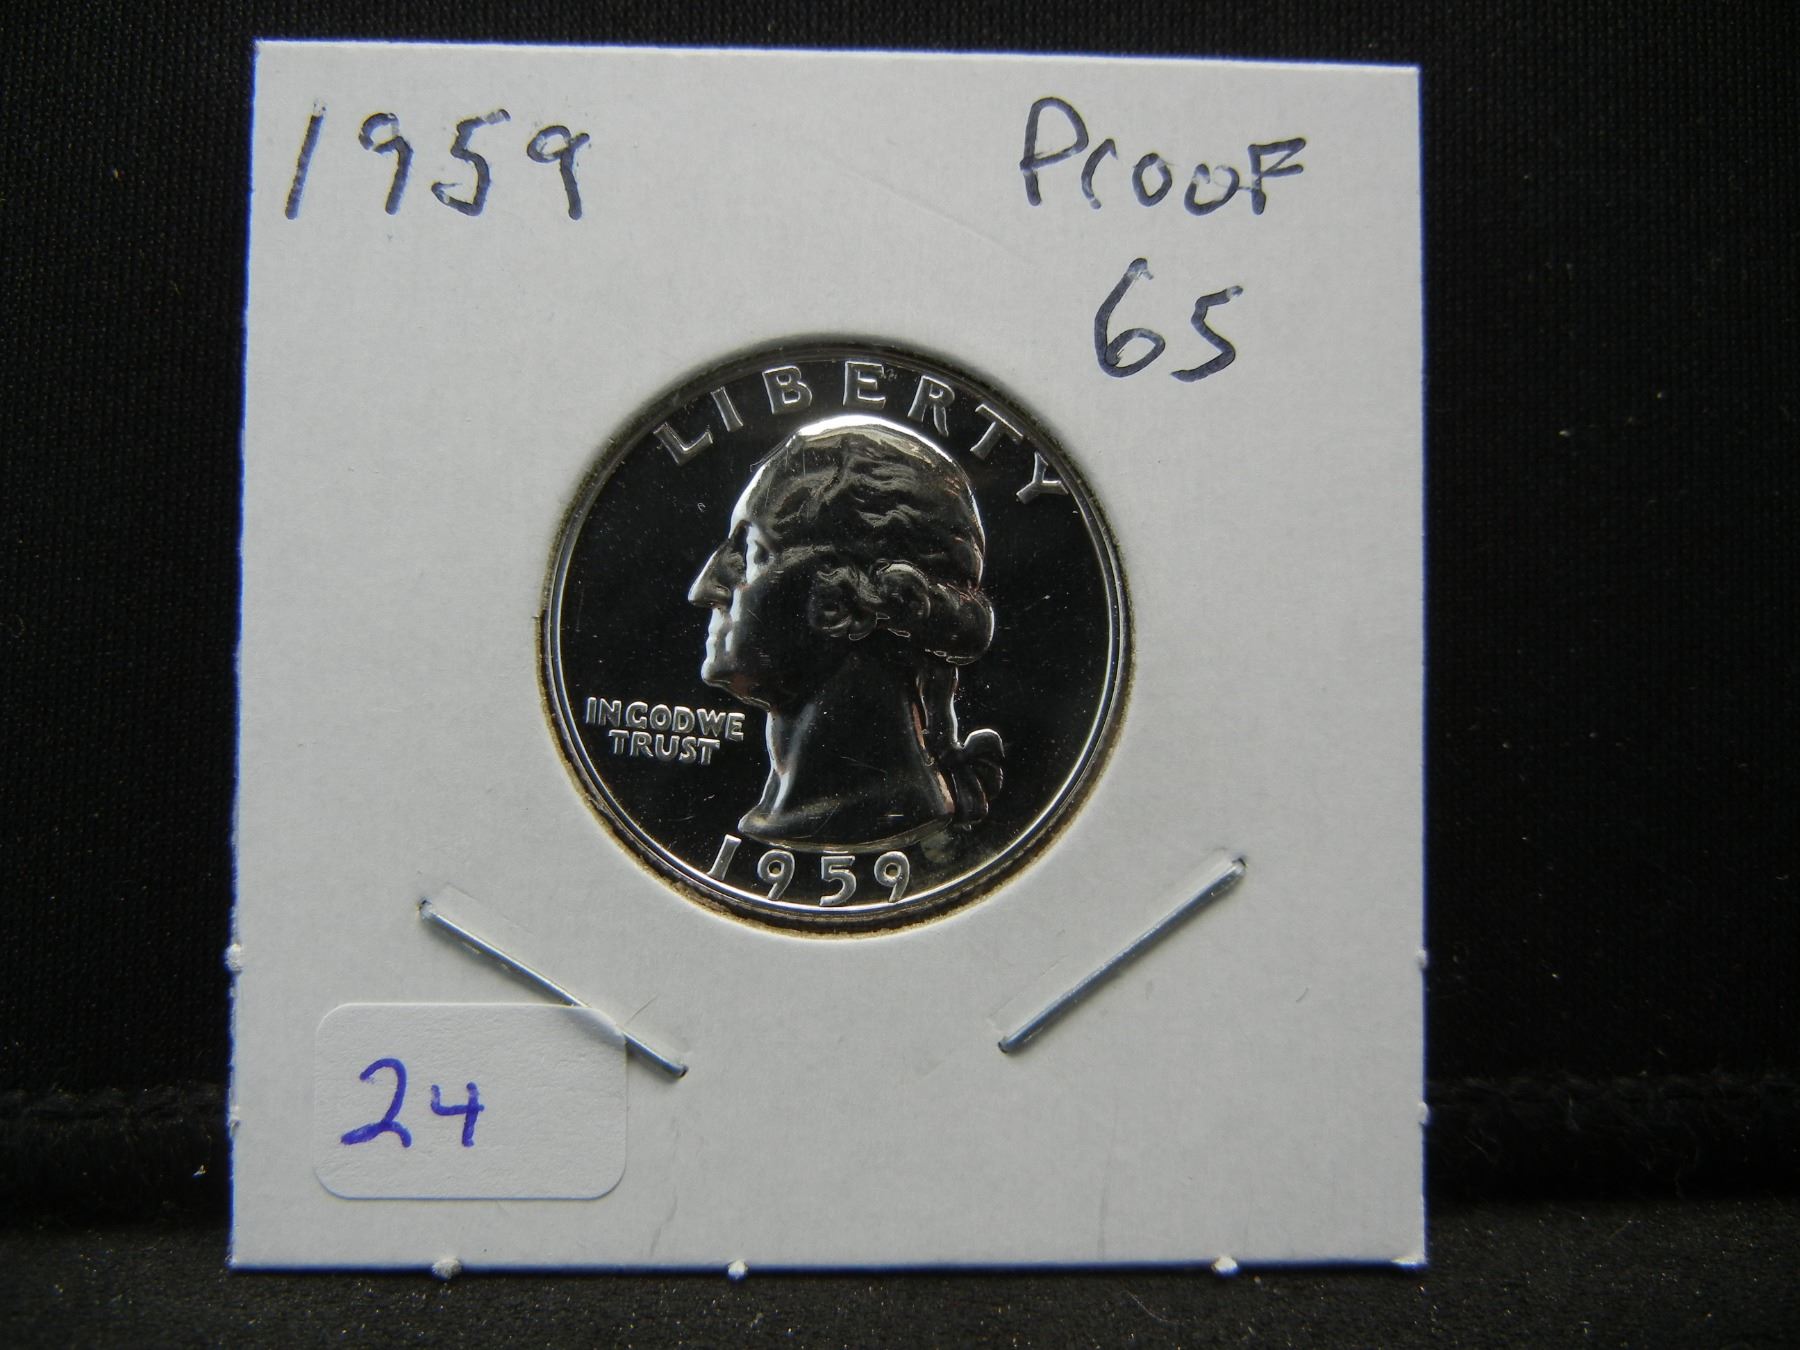 1959
Proof
65
LIBERTY
IN GOD WE
TRUST
1959
24